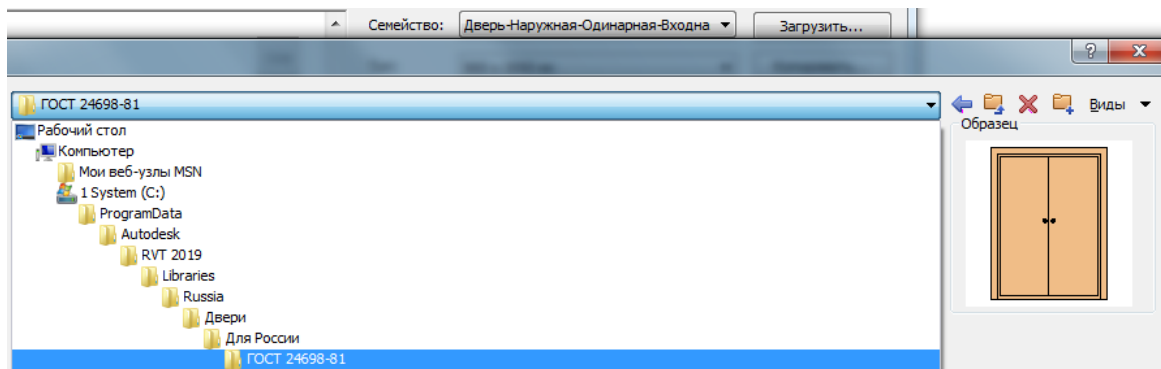 Семейство: Дверь-Наружная-Одинарная-Входна Загрузить...
ГОСТ 24698-81 Виды
Образец
Рабочий стол
Компьютер
Мои веб-узлы MSN
1 System (C:)
ProgramData
Autodesk
RVT 2019
Libraries
Russia
Двери
Для России
ГОСТ 24698-81